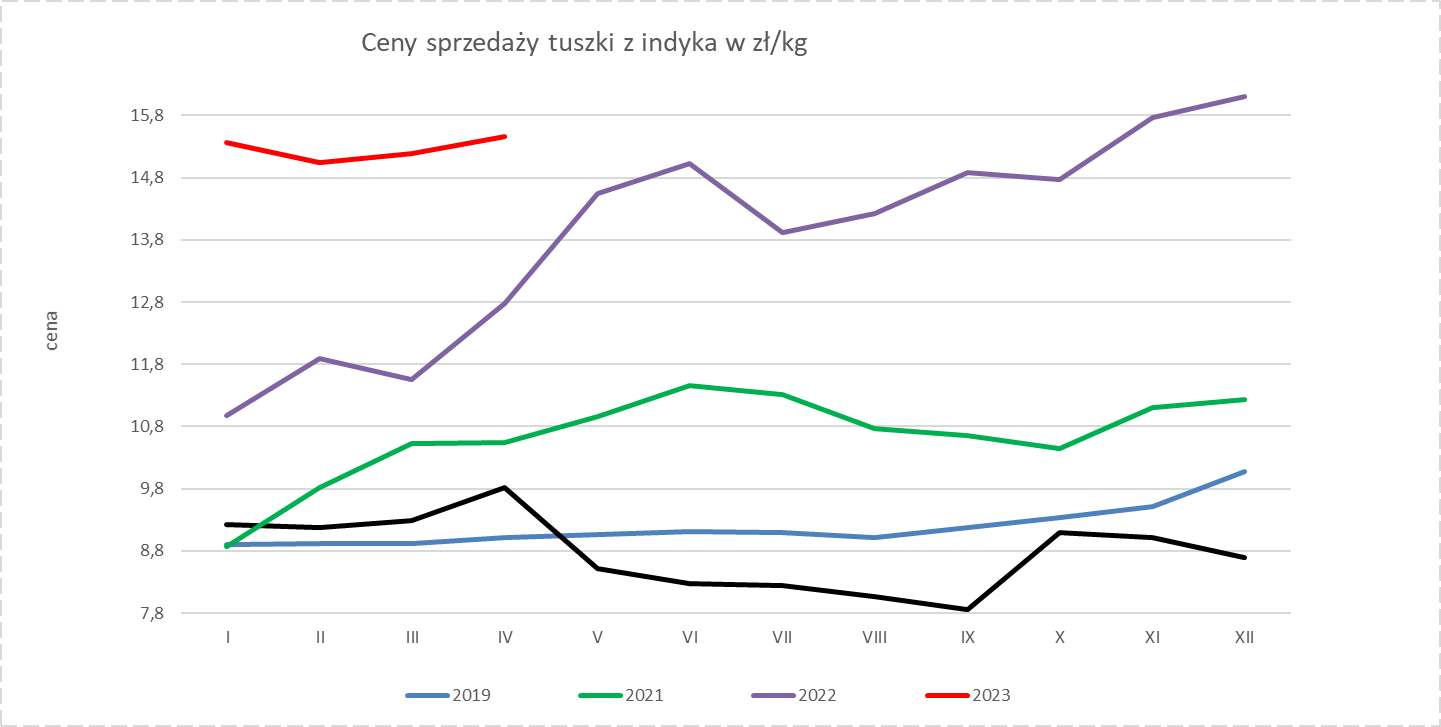 Ceny sprzedaży tuszki z indyka w zł/kg
15,8
14,8
13,8
12,8
11,8
10,8
9,8
8,8
7,8
cena
I II III IV V VI VII VIII IX X XI XII
2019 2021 2022 2023